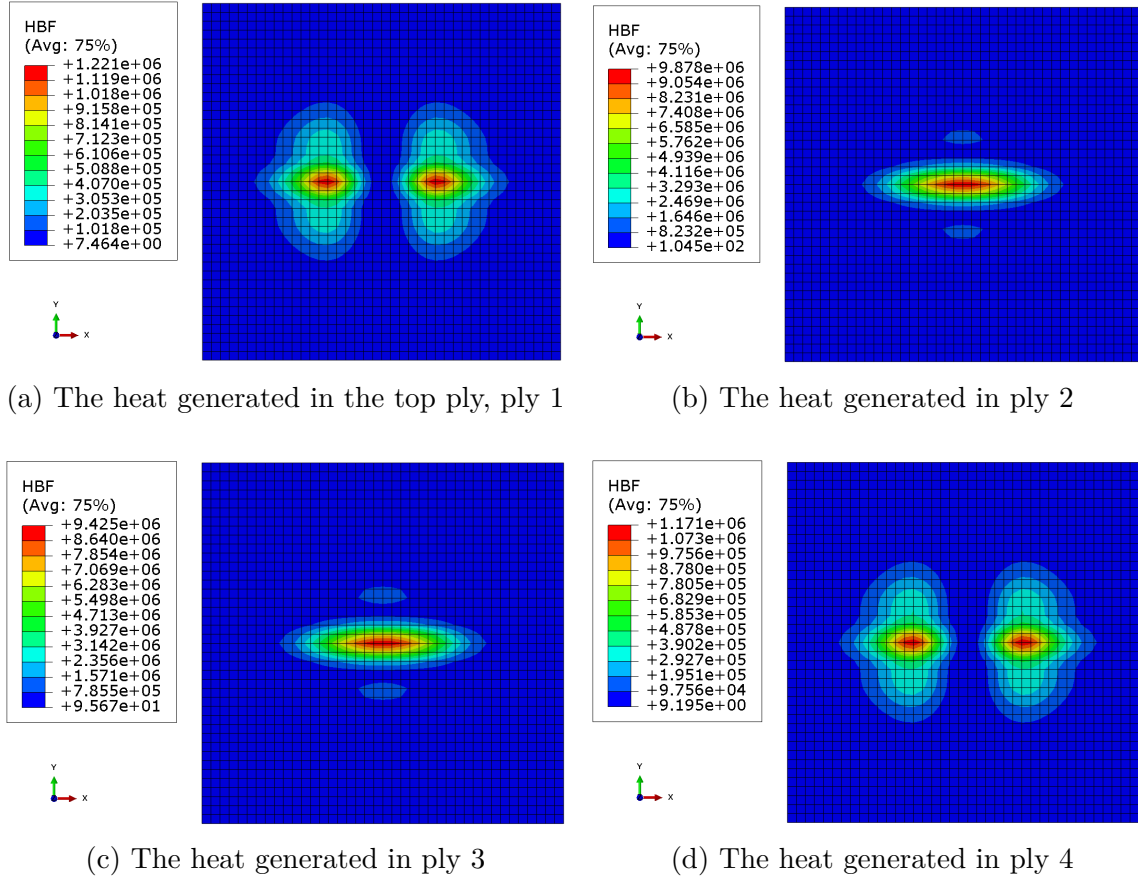 HBF
(Avg: 75%)
+1.221e+06
+1.119e+06
+1.018e+06
+9.158e+05
+8.141e+05
+7.123e+05
+6.106e+05
+5.088e+05
+4.070e+05
+3.053e+05
+2.035e+05
+1.018e+05
+7.464e+00
Y
X
(a) The heat generated in the top ply, ply 1
HBF
(Avg: 75%)
+9.878e+06
+9.054e+06
+8.231e+06
+7.408e+06
+6.585e+06
+5.762e+06
+4.939e+06
+4.116e+06
+3.293e+06
+2.469e+06
+1.646e+06
+8.232e+05
+1.045e+02
Y
X
(b) The heat generated in ply 2
HBF
(Avg: 75%)
+9.425e+06
+8.640e+06
+7.854e+06
+7.069e+06
+6.283e+06
+5.498e+06
+4.713e+06
+3.927e+06
+3.142e+06
+2.356e+06
+1.571e+06
+7.855e+05
+9.567e+01
Y
X
(c) The heat generated in ply 3
HBF
(Avg: 75%)
+1.171e+06
+1.073e+06
+9.756e+05
+8.780e+05
+7.805e+05
+6.829e+05
+5.853e+05
+4.878e+05
+3.902e+05
+2.927e+05
+1.951e+05
+9.756e+04
+9.195e+00
Y
X
(d) The heat generated in ply 4